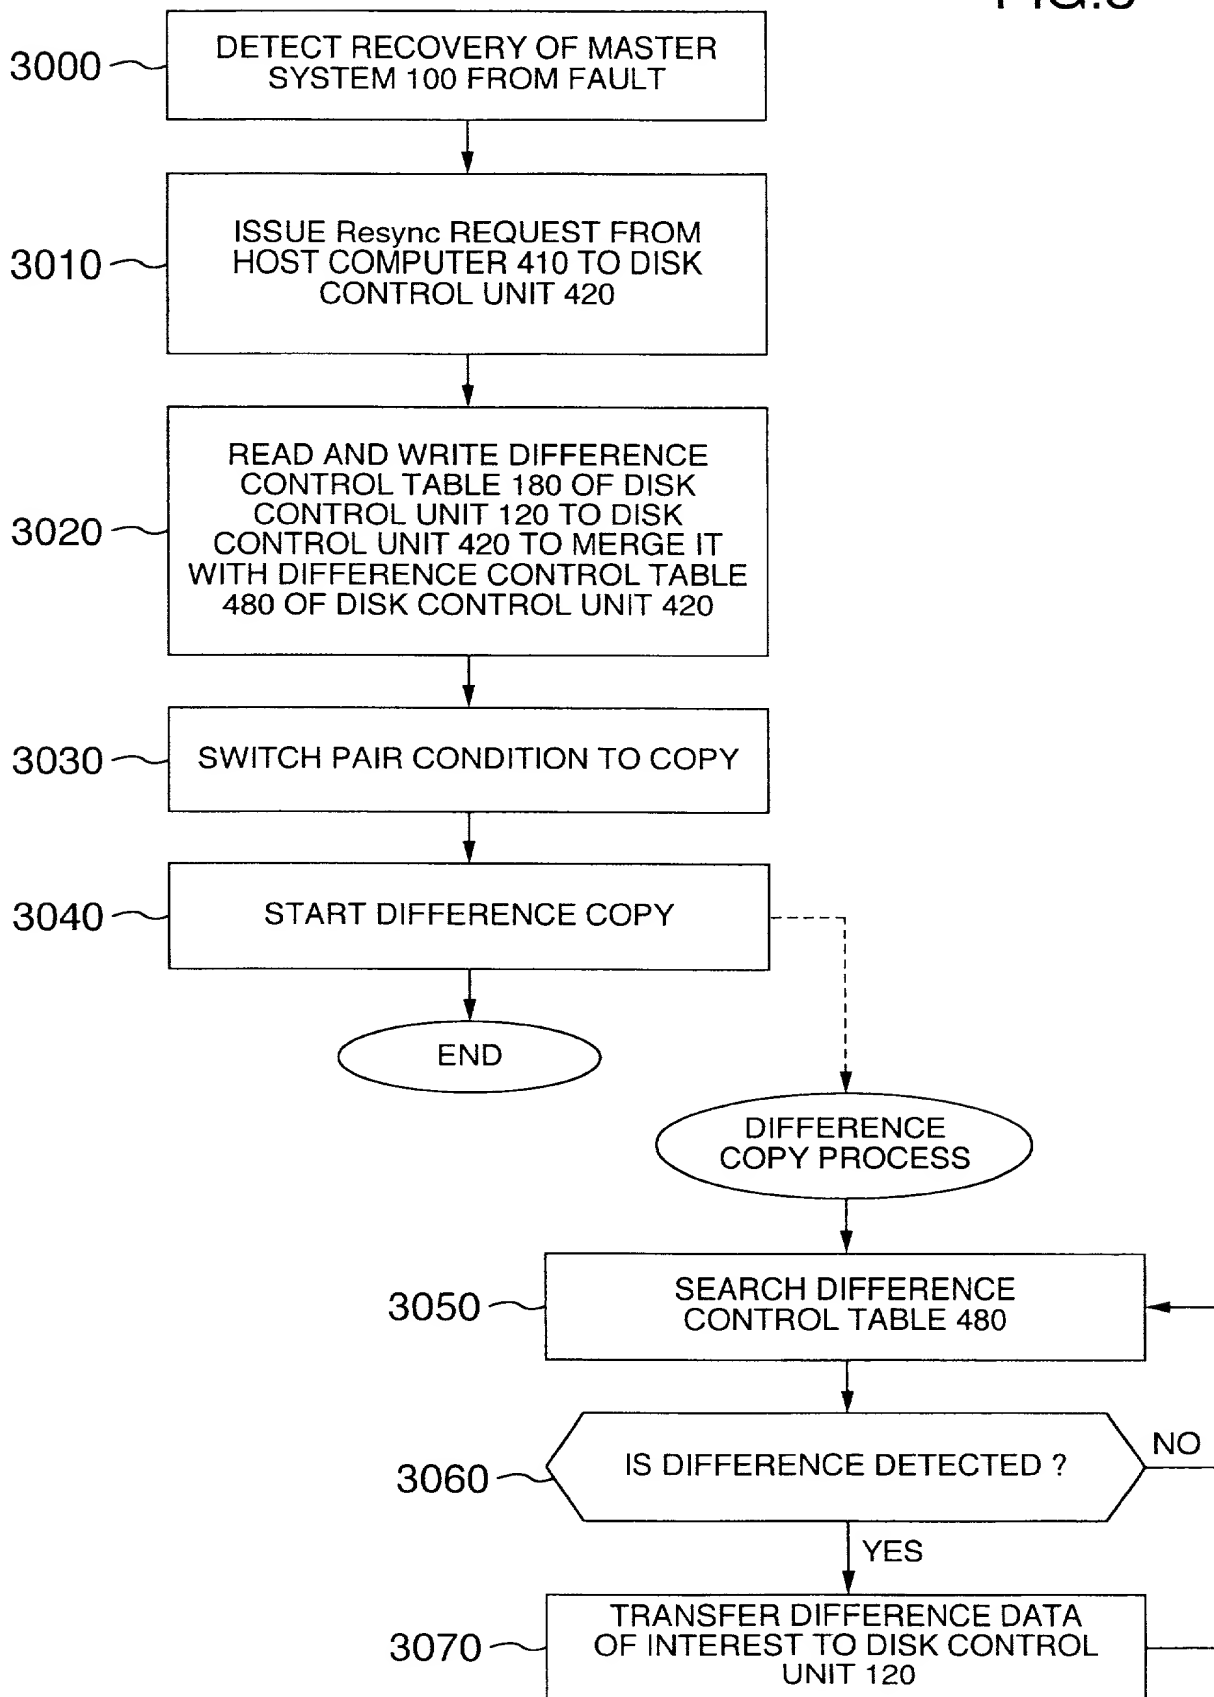 3000
DETECT RECOVERY OF MASTER
SYSTEM 100 FROM FAULT
3010
ISSUE Resync REQUEST FROM
HOST COMPUTER 410 TO DISK
CONTROL UNIT 420
3020
READ AND WRITE DIFFERENCE
CONTROL TABLE 180 OF DISK
CONTROL UNIT 120 TO DISK
CONTROL UNIT 420 TO MERGE IT
WITH DIFFERENCE CONTROL TABLE
480 OF DISK CONTROL UNIT 420
3030
SWITCH PAIR CONDITION TO COPY
3040
START DIFFERENCE COPY
END
DIFFERENCE
COPY PROCESS
3050
SEARCH DIFFERENCE
CONTROL TABLE 480
3060
IS DIFFERENCE DETECTED ?
NO
YES
3070
TRANSFER DIFFERENCE DATA
OF INTEREST TO DISK CONTROL
UNIT 120